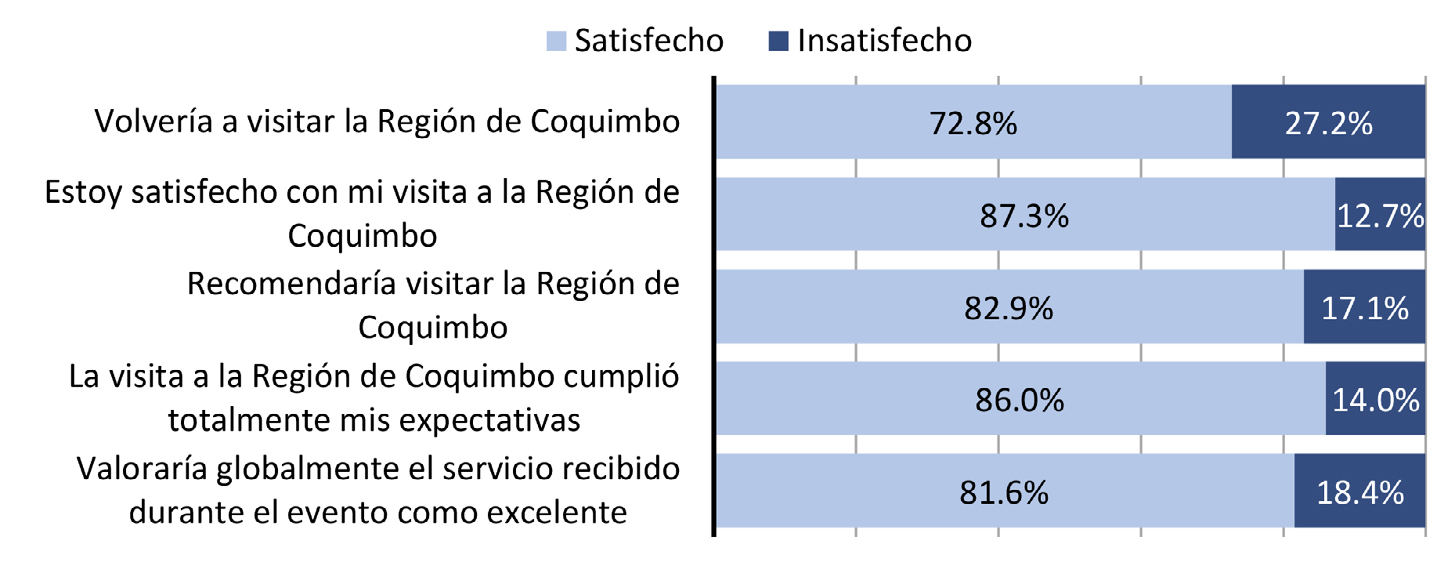 Satisfecho Insatisfecho
Volvería a visitar la Región de Coquimbo 72.8% 27.2%
Estoy satisfecho con mi visita a la Región de
Coquimbo 87.3% 12.7%
Recomendaría visitar la Región de
Coquimbo 82.9% 17.1%
La visita a la Región de Coquimbo cumplió
totalmente mis expectativas 86.0% 14.0%
Valoraría globalmente el servicio recibido
durante el evento como excelente 81.6% 18.4%